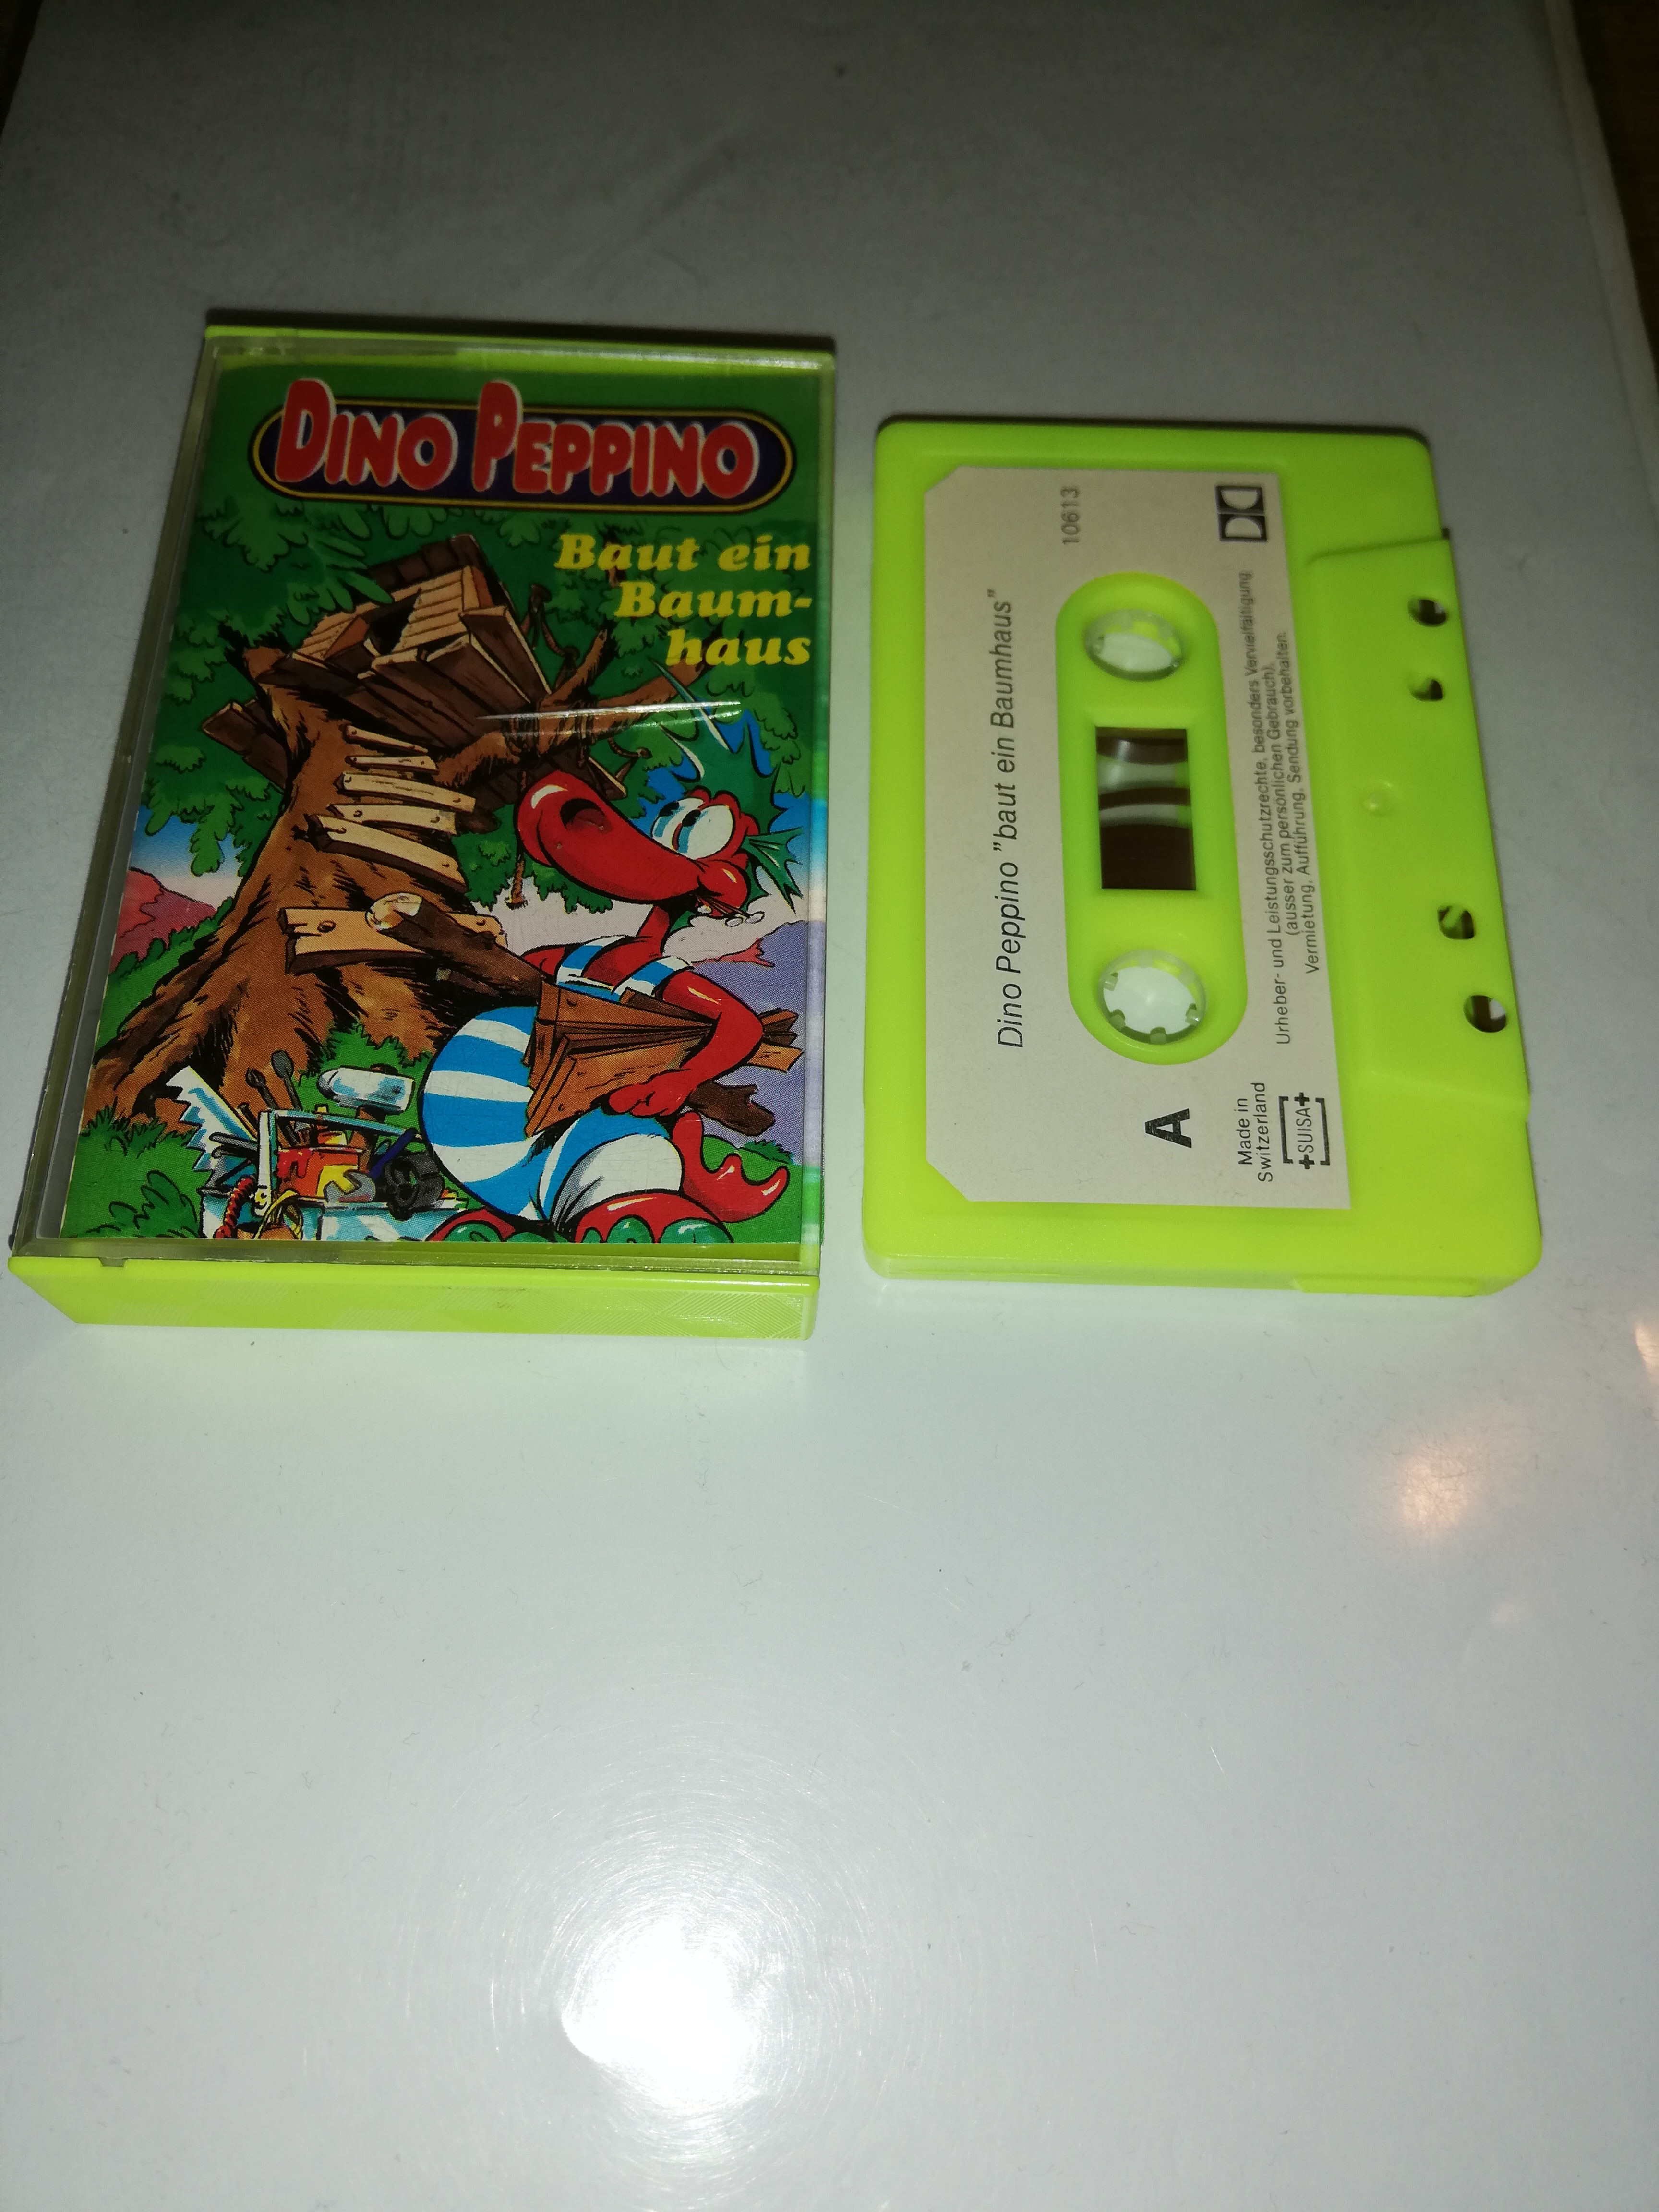 DINO PEPPINO
Baut ein
Baum-
haus
Dino Peppino "baut ein Baumhaus"
10613
A
Made in
Switzerland
+SUISA+
Urheber- und Leistungsschutzrechte, besonders Vervielfältigung
(ausser zum persönlichen Gebrauch),
Vermietung, Aufführung, Sendung vorbehalten.